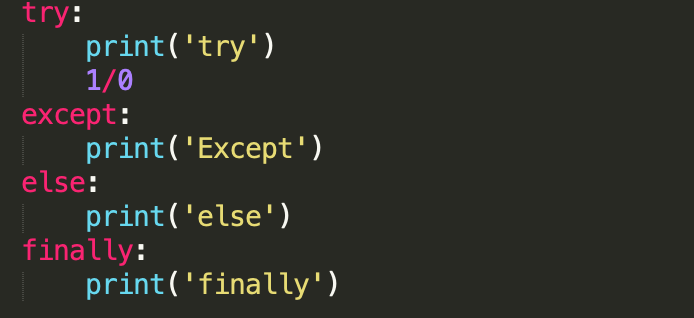 try:
    print('try')
    1/0
except:
    print('Except')
else:
    print('else')
finally:
    print('finally')